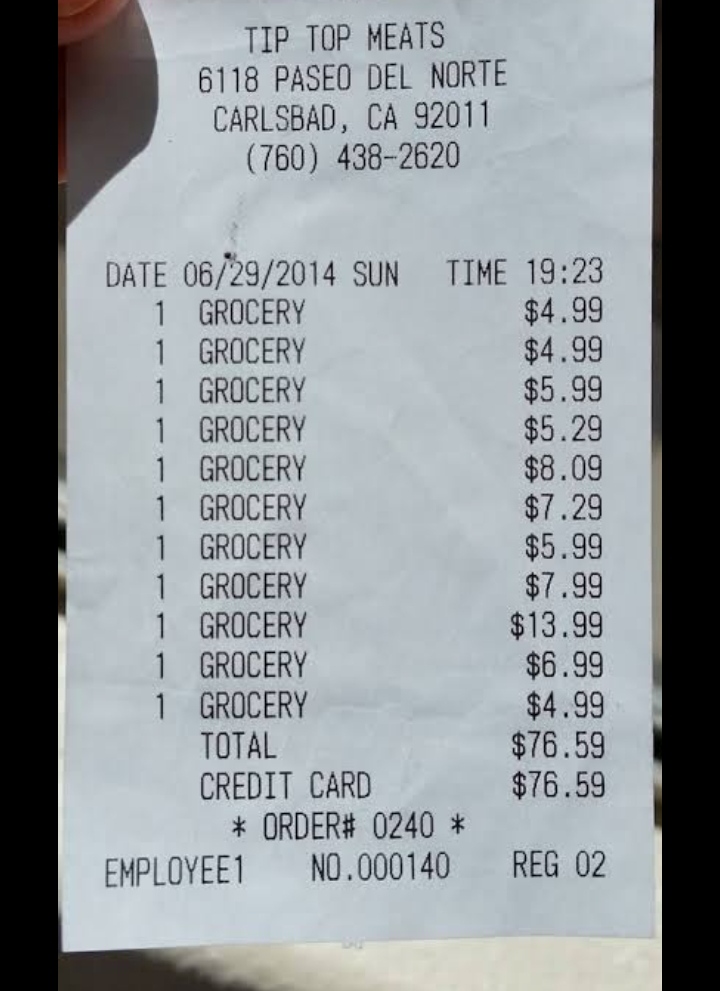 TIP TOP MEATS
6118 PASEO DEL NORTE
CARLSBAD, CA 92011
(760) 438-2620
DATE 06/29/2014 SUN TIME 19:23
1 GROCERY $4.99
1 GROCERY $4.99
1 GROCERY $5.99
1 GROCERY $5.29
1 GROCERY $8.09
1 GROCERY $7.29
1 GROCERY $5.99
1 GROCERY $7.99
1 GROCERY $13.99
1 GROCERY $6.99
1 GROCERY $4.99
TOTAL $76.59
CREDIT CARD $76.59
* ORDER# 0240 *
EMPLOYEE1 NO.000140 REG 02